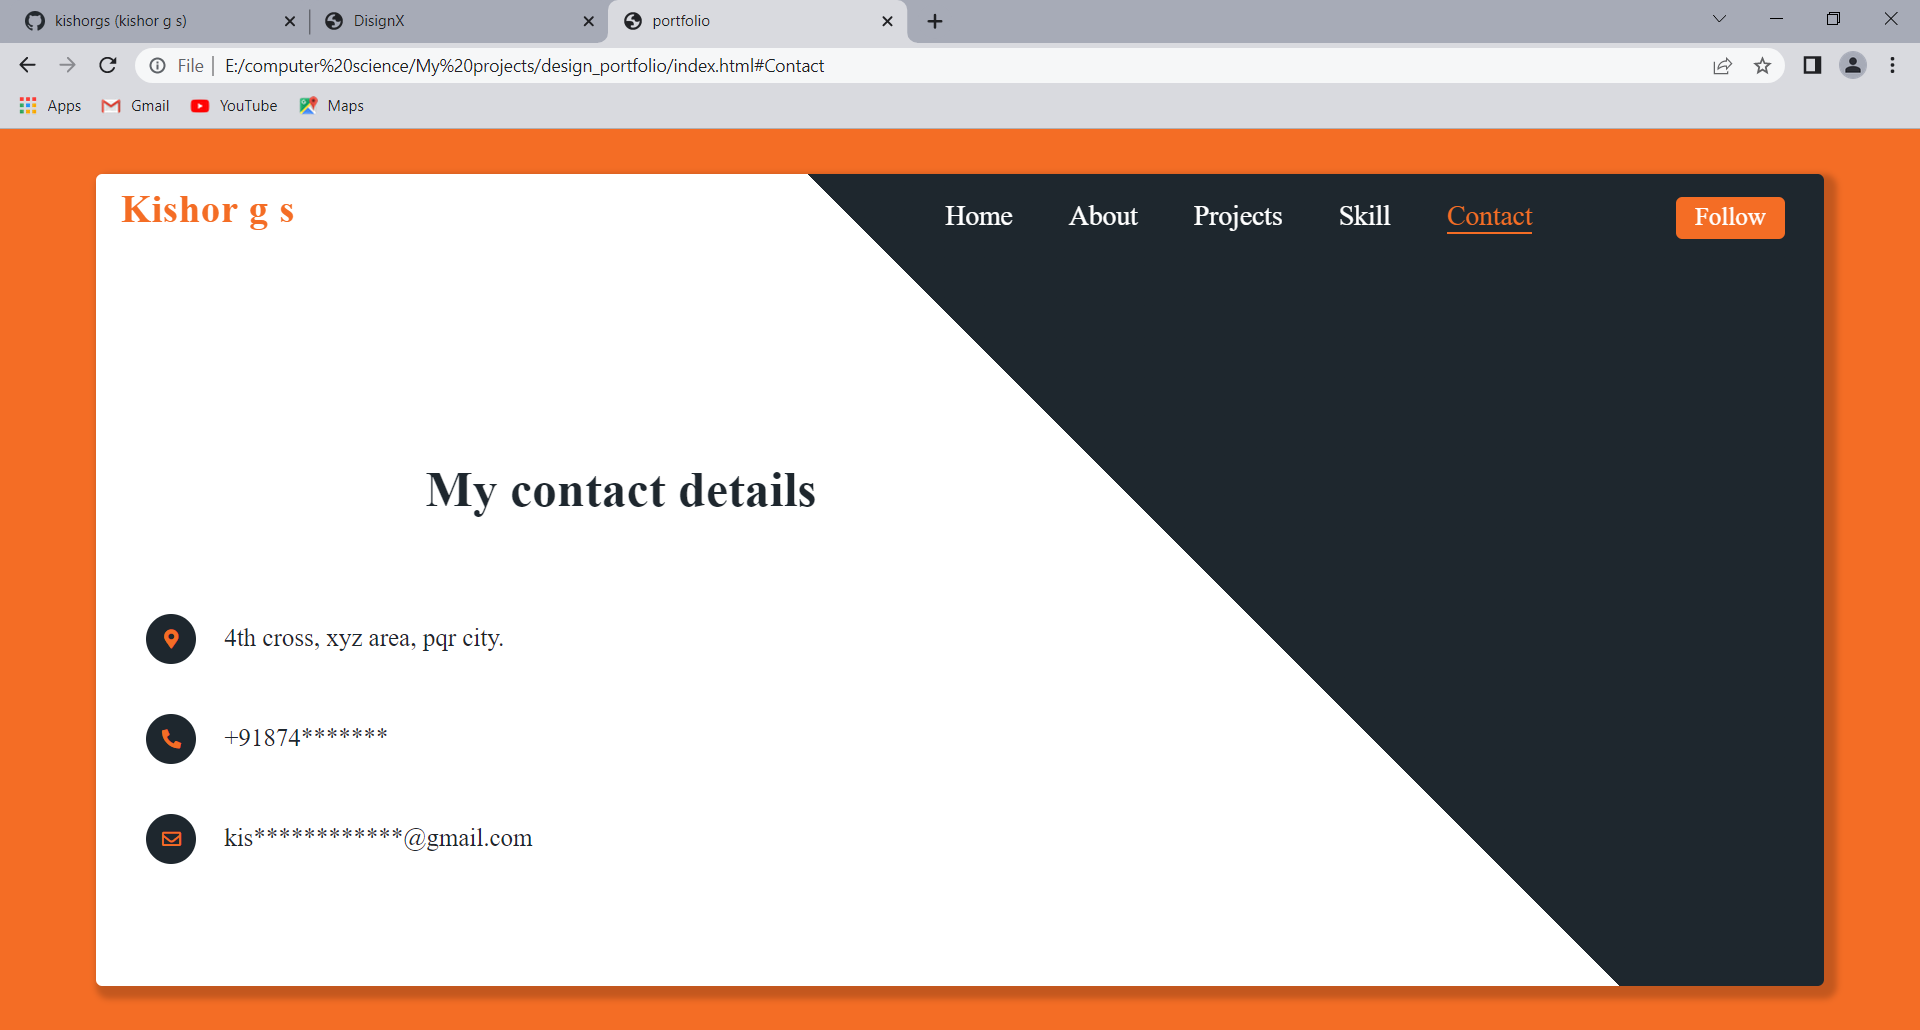 kishorgs (kishor g s)
DisignX
portfolio
File
E:/computer%20science/My%20projects/design_portfolio/index.html#Contact
Apps
Gmail
YouTube
Maps
Kishor g s
Home
About
Projects
Skill
Contact
Follow
My contact details
4th cross, xyz area, pqr city.
+91874*******
kis************@gmail.com